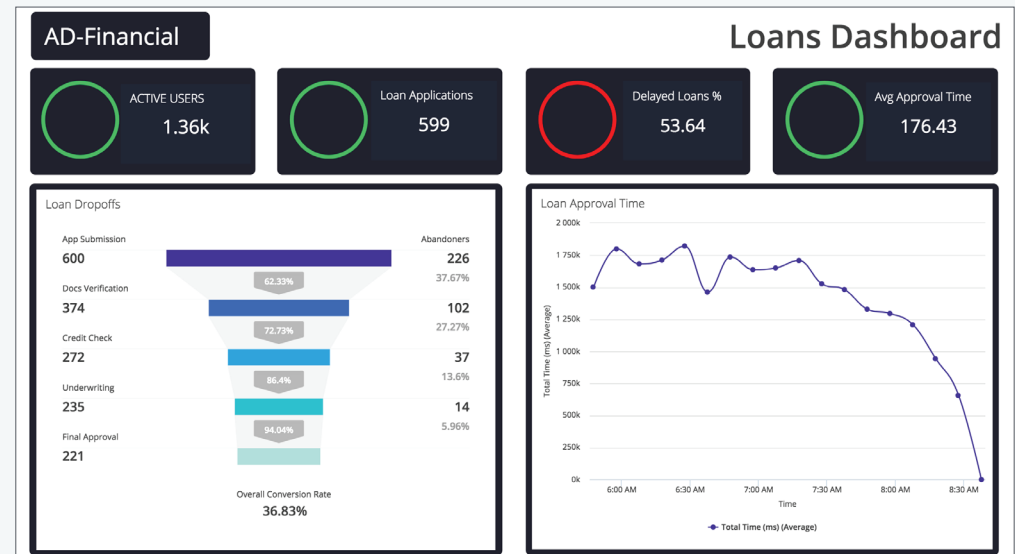 AD-Financial
Loans Dashboard
ACTIVE USERS
1.36k
Loan Applications
599
Delayed Loans %
53.64
Avg Approval Time
176.43
Loan Dropoffs
App Submission
Abandoners
600
226
62.33%
37.67%
Docs Verification
374
102
72.73%
27.27%
Credit Check
272
37
86.4%
13.6%
Underwriting
235
14
94.04%
5.96%
Final Approval
221
Overall Conversion Rate
36.83%
Loan Approval Time
Total Time (ms) (Average)
2 000k
1 750k
1 500k
1 250k
1 000k
750k
500k
250k
0k
6:00 AM 6:30 AM 7:00 AM 7:30 AM 8:00 AM 8:30 AM
Time
Total Time (ms) (Average)